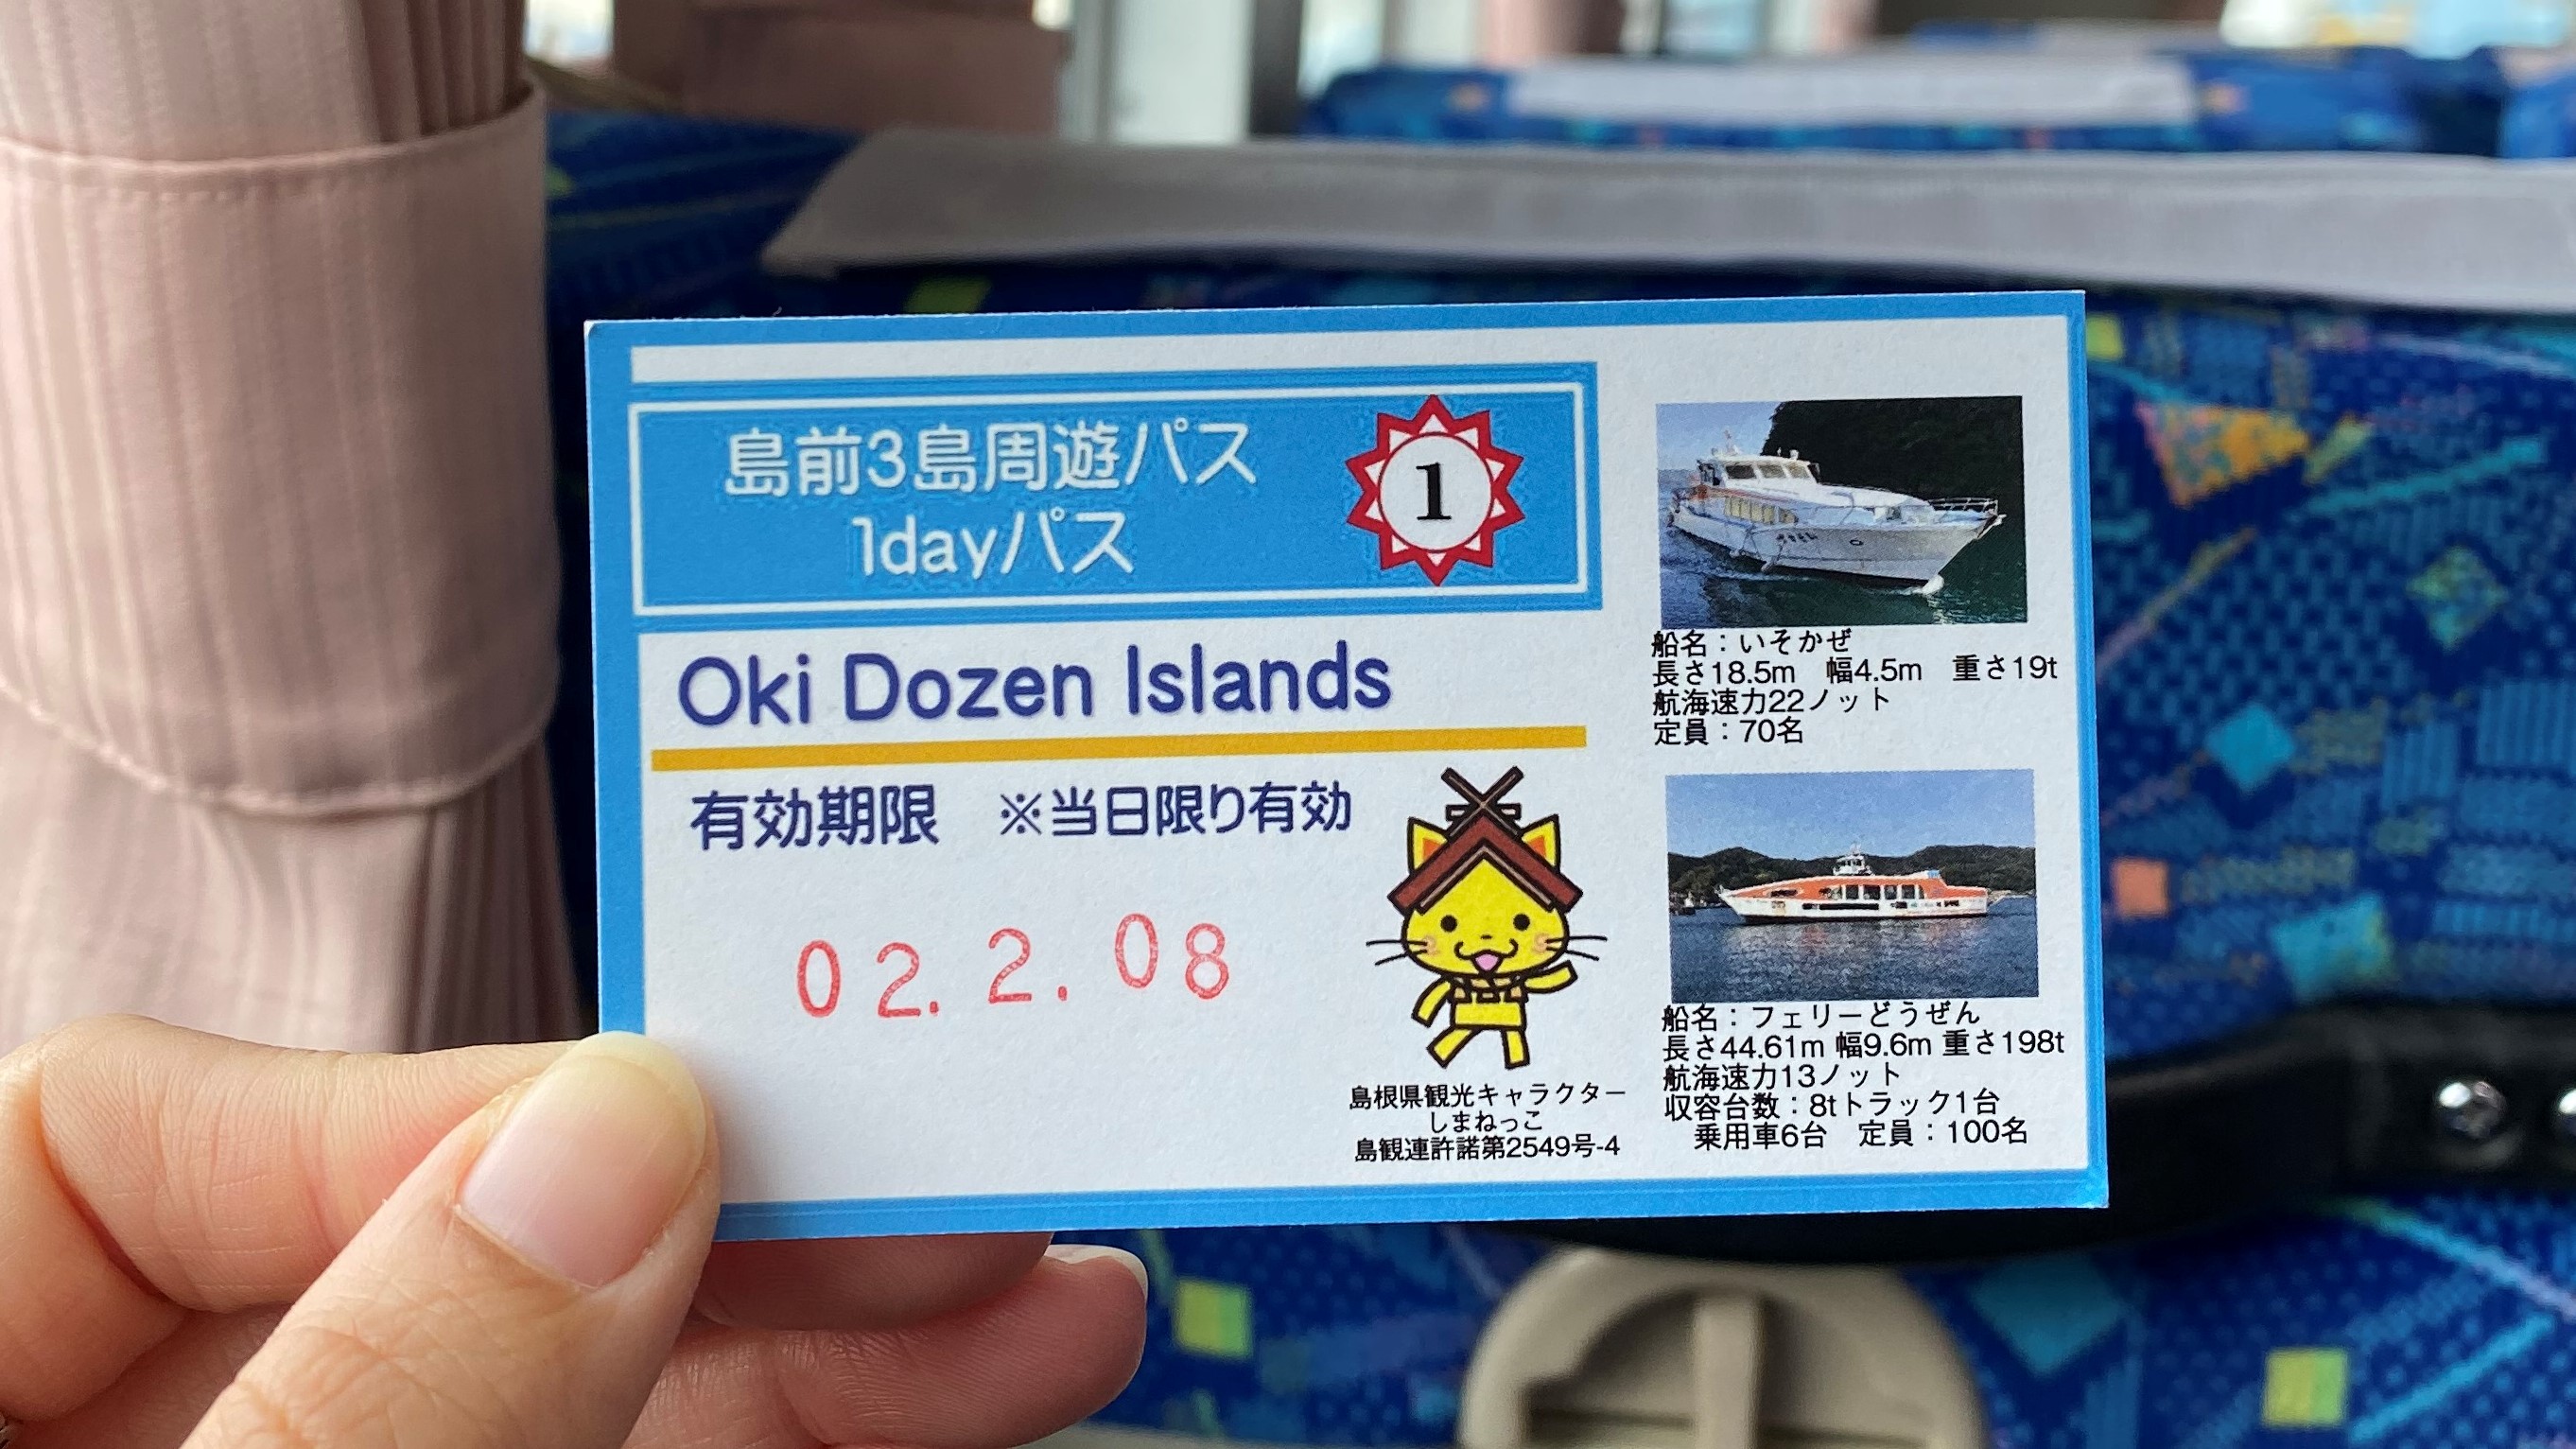 島前3島周遊パス
1dayパス
1
Oki Dozen Islands
有効期限　※当日限り有効
02.2.08
島根県観光キャラクター
しまねっこ
島観連許諾第2549号-4
船名：いそかぜ
長さ18.5m　幅4.5m　重さ19t
航海速力22ノット
定員：70名
船名：フェリーどうぜん
長さ44.61m 幅9.6m 重さ198t
航海速力13ノット
収容台数：8tトラック1台
乗用車6台　定員：100名